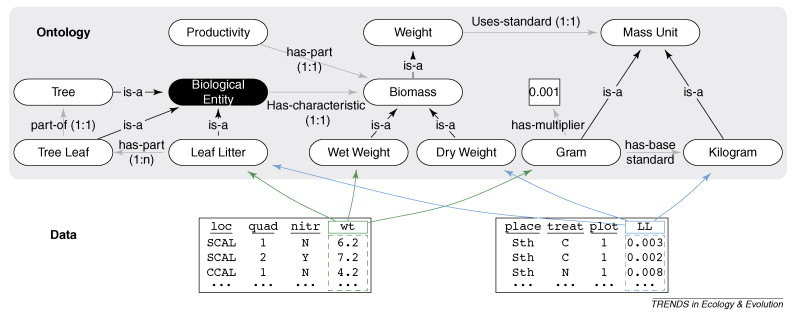 Ontology
Productivity
Weight
Uses-standard (1:1)
Mass Unit
has-part
(1:1)
is-a
Tree
is-a
Biological
Entity
Has-characteristic
(1:1)
Biomass
0.001
is-a
is-a
part-of (1:1)
is-a
is-a
is-a
is-a
has-multiplier
Tree Leaf
has-part
(1:n)
Leaf Litter
Wet Weight
Dry Weight
Gram
has-base
standard
Kilogram
Data
loc quad nitr wt
SCAL 1 N 6.2
SCAL 2 Y 7.2
CCAL 1 N 4.2
... ... ... ...
place treat plot LL
Sth C 1 0.003
Sth C 1 0.002
Sth N 1 0.008
... ... ... ...
TRENDS in Ecology & Evolution